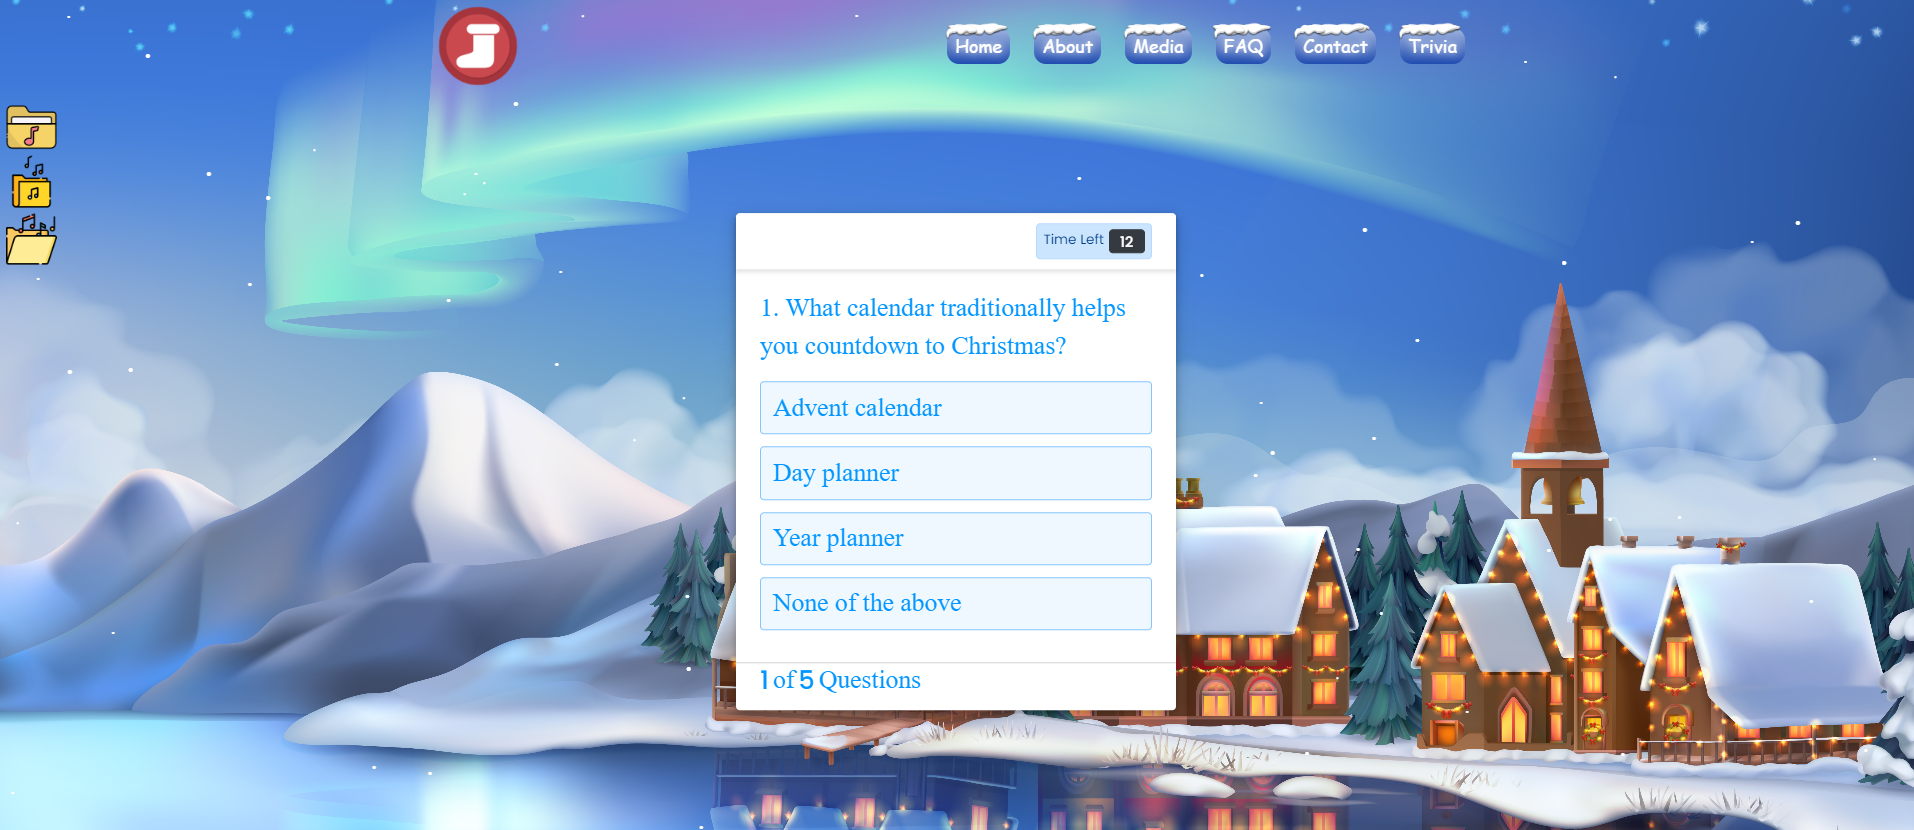 Home About Media FAQ Contact Trivia
Time Left 12
1. What calendar traditionally helps
you countdown to Christmas?
Advent calendar
Day planner
Year planner
None of the above
1 of 5 Questions